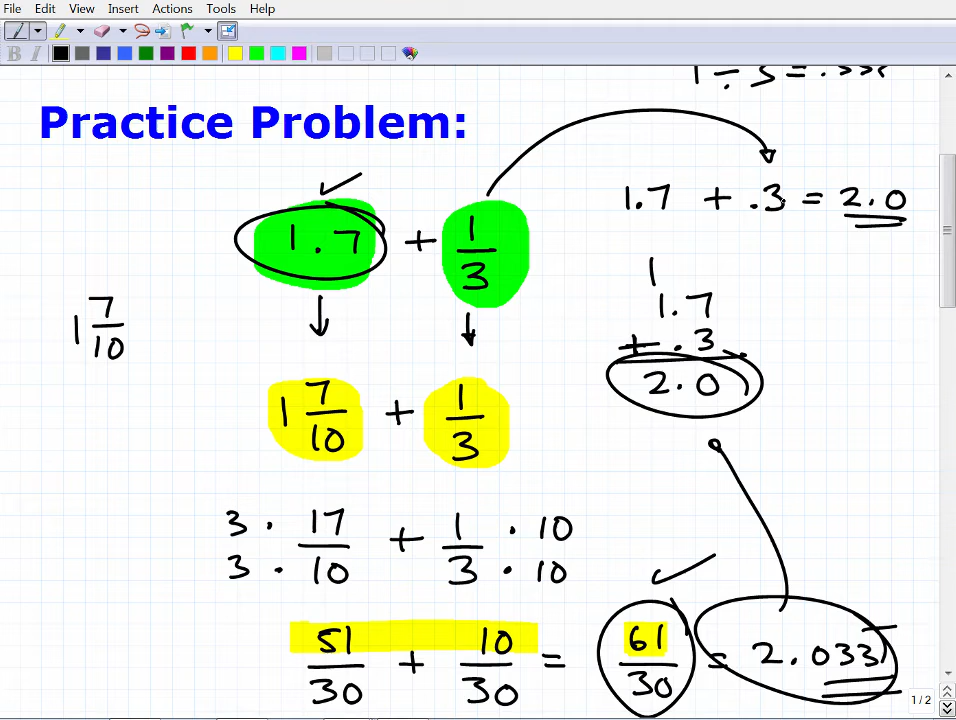 File Edit View Insert Actions Tools Help
B I
Practice Problem:
1.7 + 1/3
1.7 + .3 = 2.0
1
1.7
+ .3
2.0
1 7/10
1 7/10 + 1/3
3 · 17 + 1 · 10
3 · 10 3 · 10
51/30 + 10/30 = 61/30 = 2.033
1 / 2